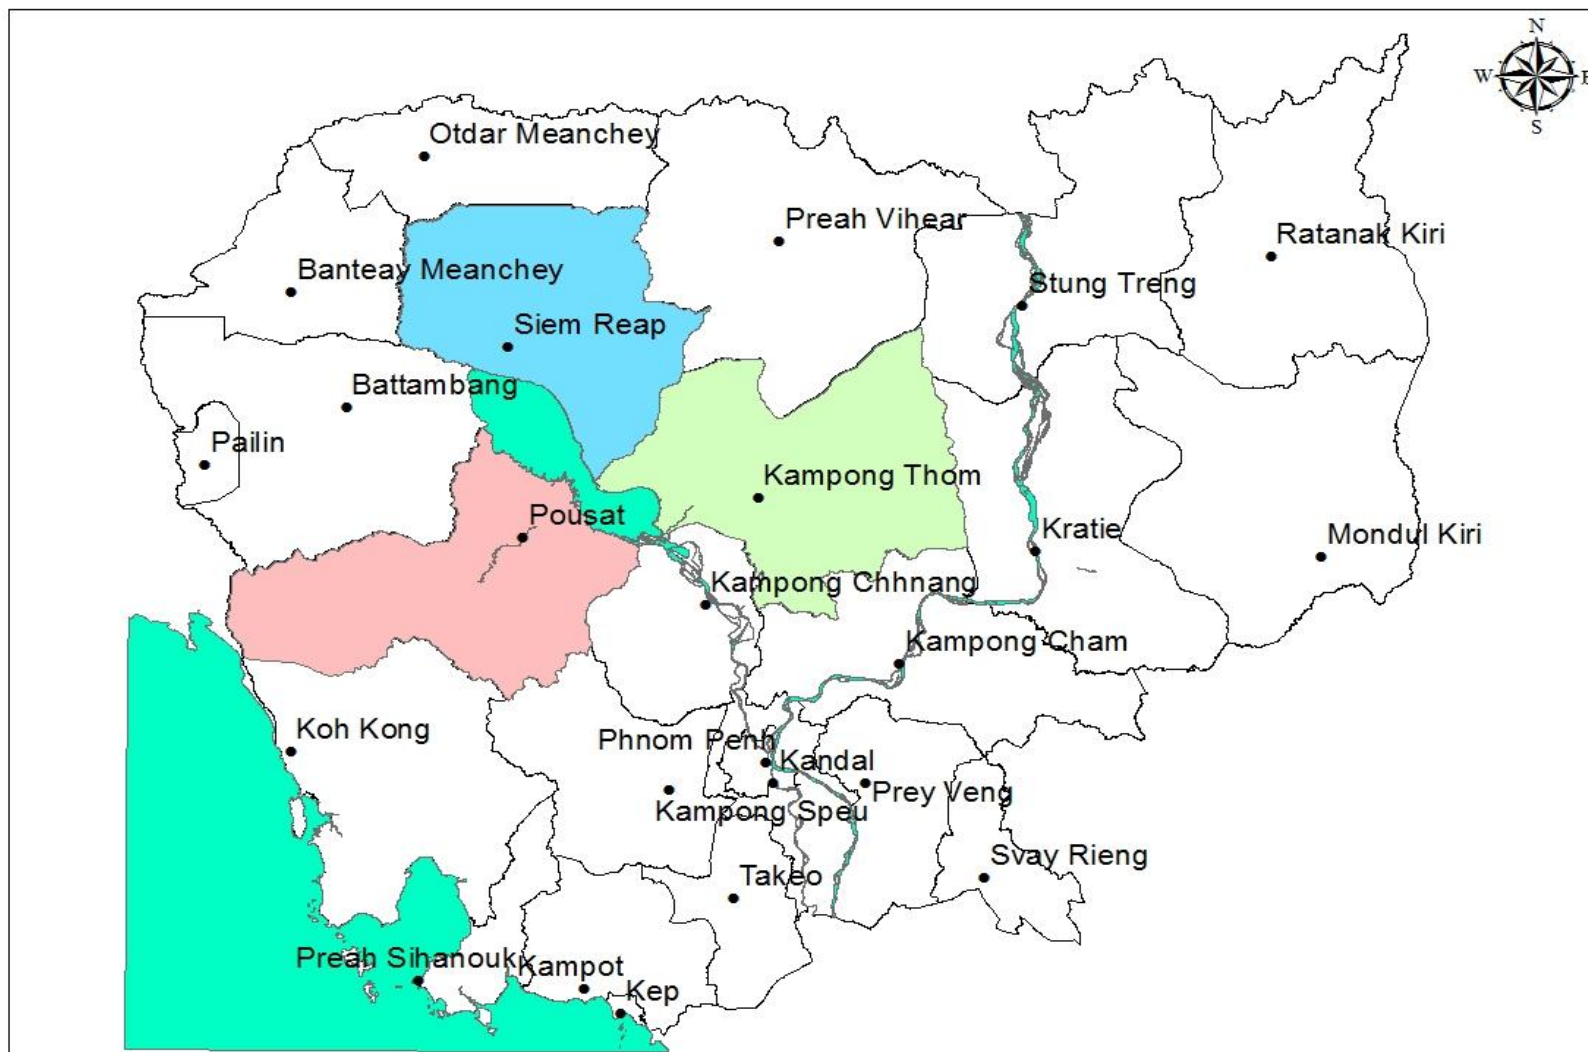 N
W
E
S
Otdar Meanchey
Preah Vihear
Ratanak Kiri
Banteay Meanchey
Stung Treng
Siem Reap
Battambang
Pailin
Kampong Thom
Pousat
Kratie
Mondul Kiri
Kampong Chhnang
Kampong Cham
Koh Kong
Phnom Penh
Kandal
Prey Veng
Kampong Speu
Svay Rieng
Takeo
Preah Sihanouk
Kampot
Kep